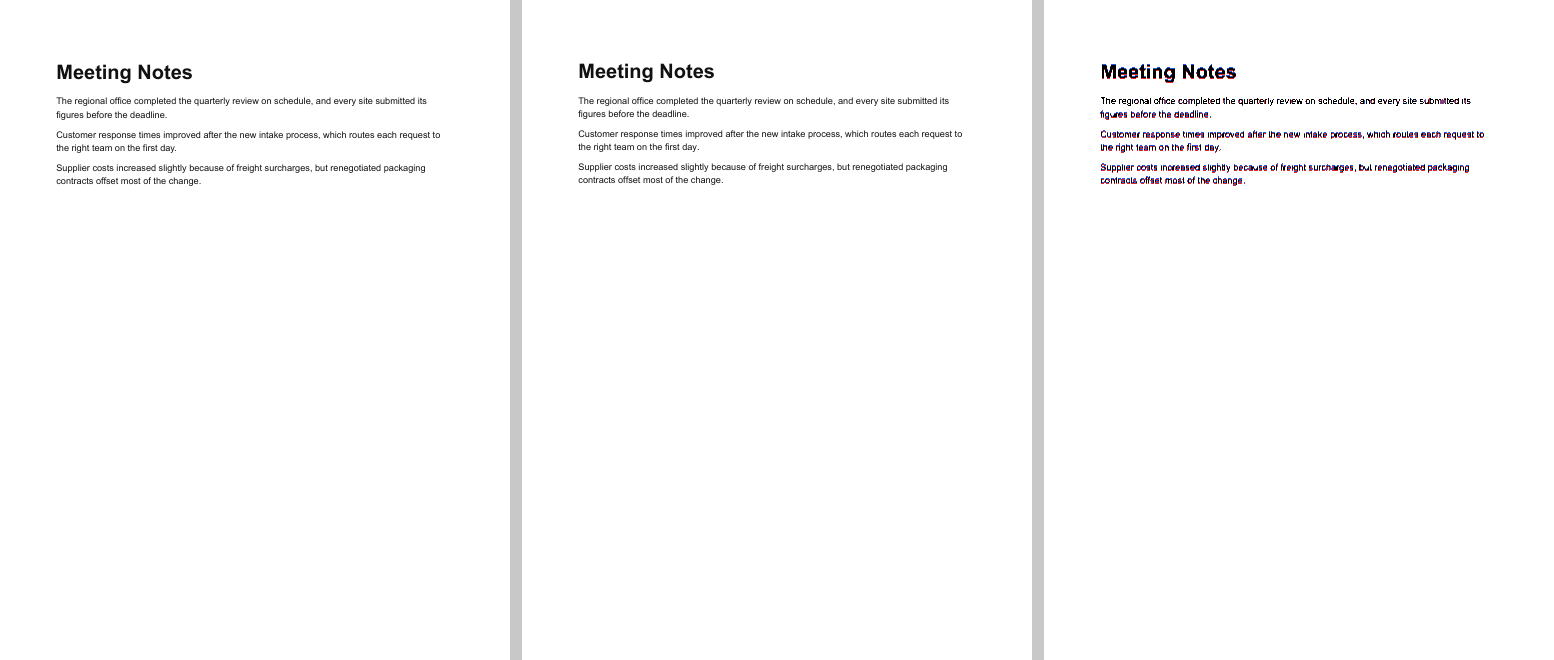 Meeting Notes
The regional office completed the quarterly review on schedule, and every site submitted its
figures before the deadline.
Customer response times improved after the new intake process, which routes each request to
the right team on the first day.
Supplier costs increased slightly because of freight surcharges, but renegotiated packaging
contracts offset most of the change.
Meeting Notes
The regional office completed the quarterly review on schedule, and every site submitted its
figures before the deadline.
Customer response times improved after the new intake process, which routes each request to
the right team on the first day.
Supplier costs increased slightly because of freight surcharges, but renegotiated packaging
contracts offset most of the change.
Meeting Notes
The regional office completed the quarterly review on schedule, and every site submitted its
figures before the deadline.
Customer response times improved after the new intake process, which routes each request to
the right team on the first day.
Supplier costs increased slightly because of freight surcharges, but renegotiated packaging
contracts offset most of the change.